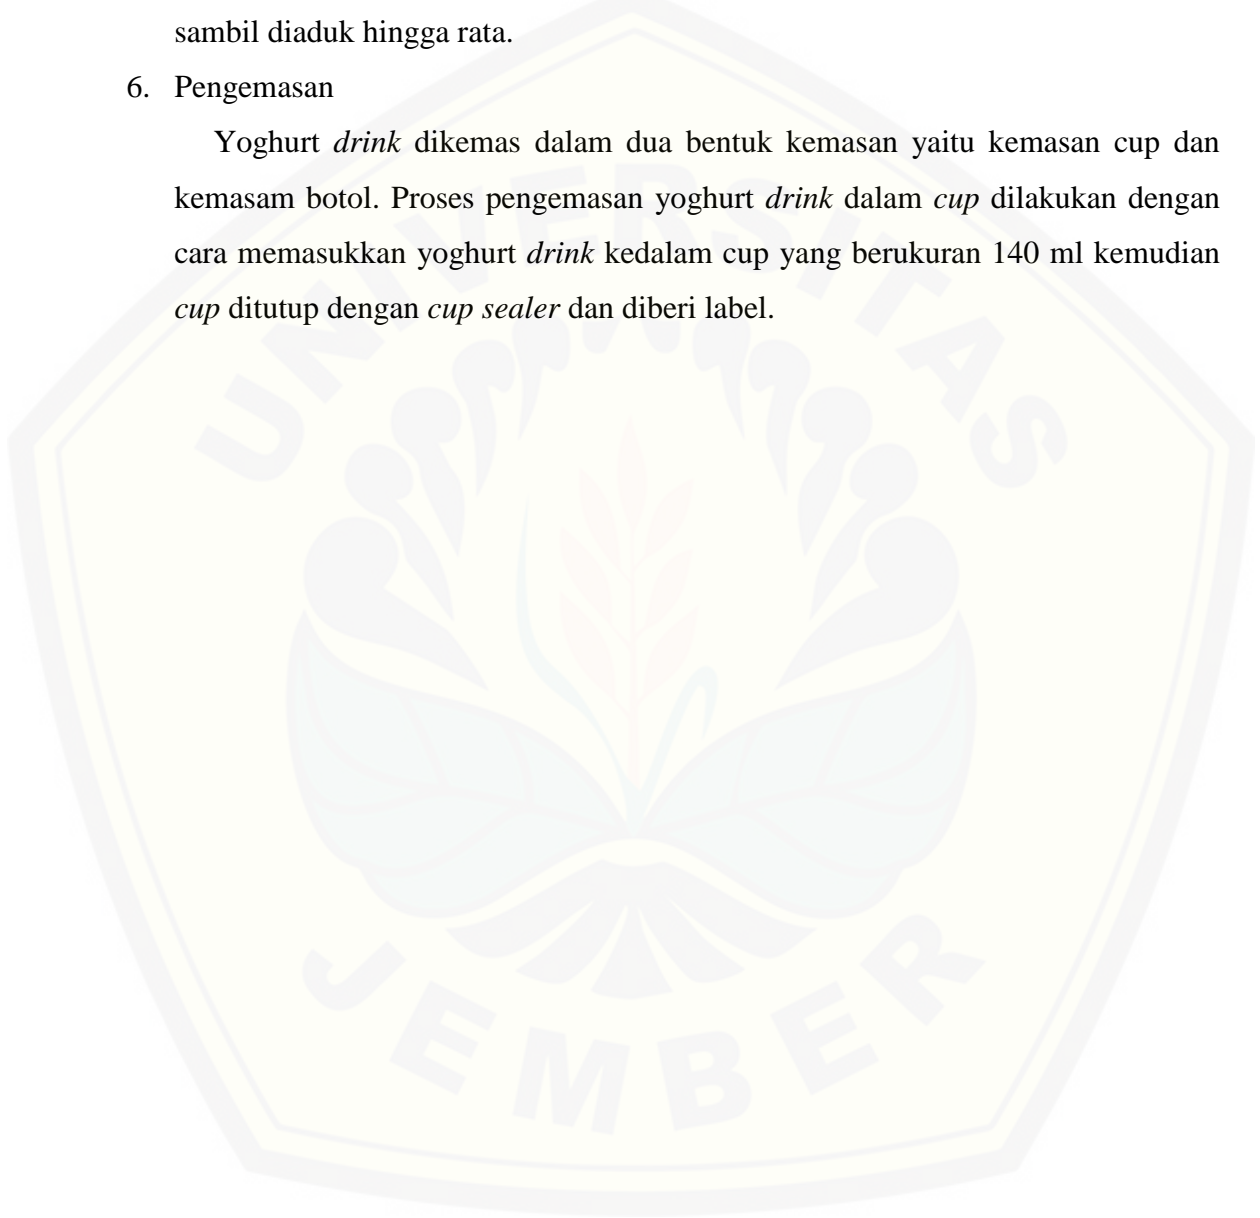 sambil diaduk hingga rata.
6. Pengemasan
Yoghurt drink dikemas dalam dua bentuk kemasan yaitu kemasan cup dan
kemasam botol. Proses pengemasan yoghurt drink dalam cup dilakukan dengan
cara memasukkan yoghurt drink kedalam cup yang berukuran 140 ml kemudian
cup ditutup dengan cup sealer dan diberi label.
UNIVERSITAS
JEMBER